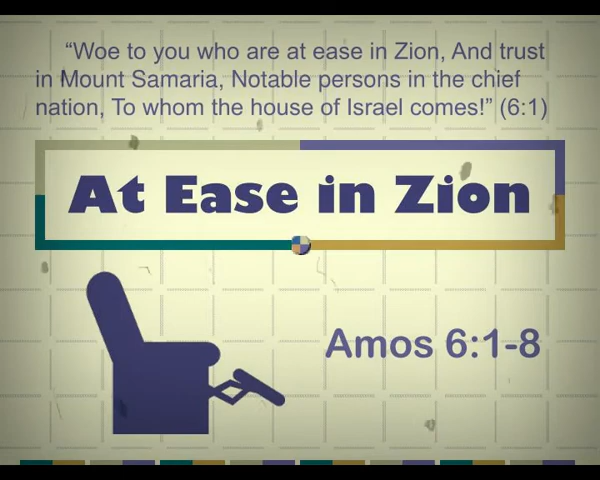 “Woe to you who are at ease in Zion, And trust
in Mount Samaria, Notable persons in the chief
nation, To whom the house of Israel comes!” (6:1)
At Ease in Zion
Amos 6:1-8